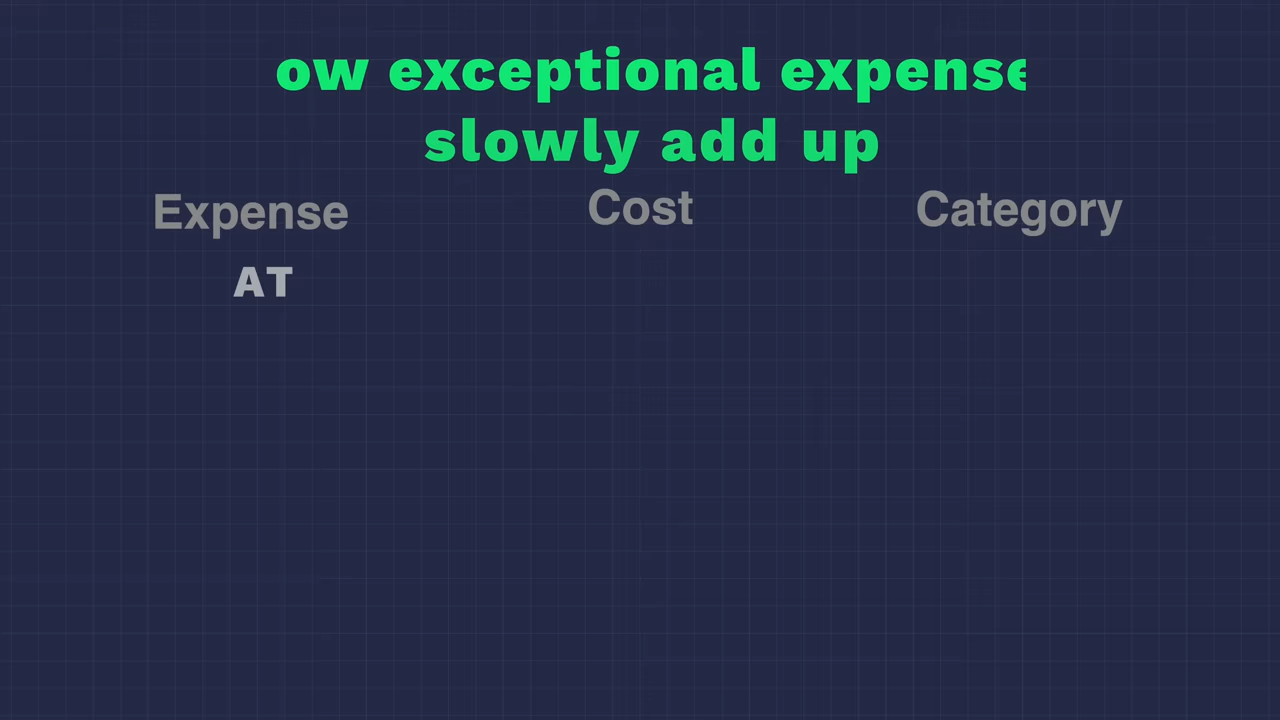 ow exceptional expense
slowly add up
Expense Cost Category
AT